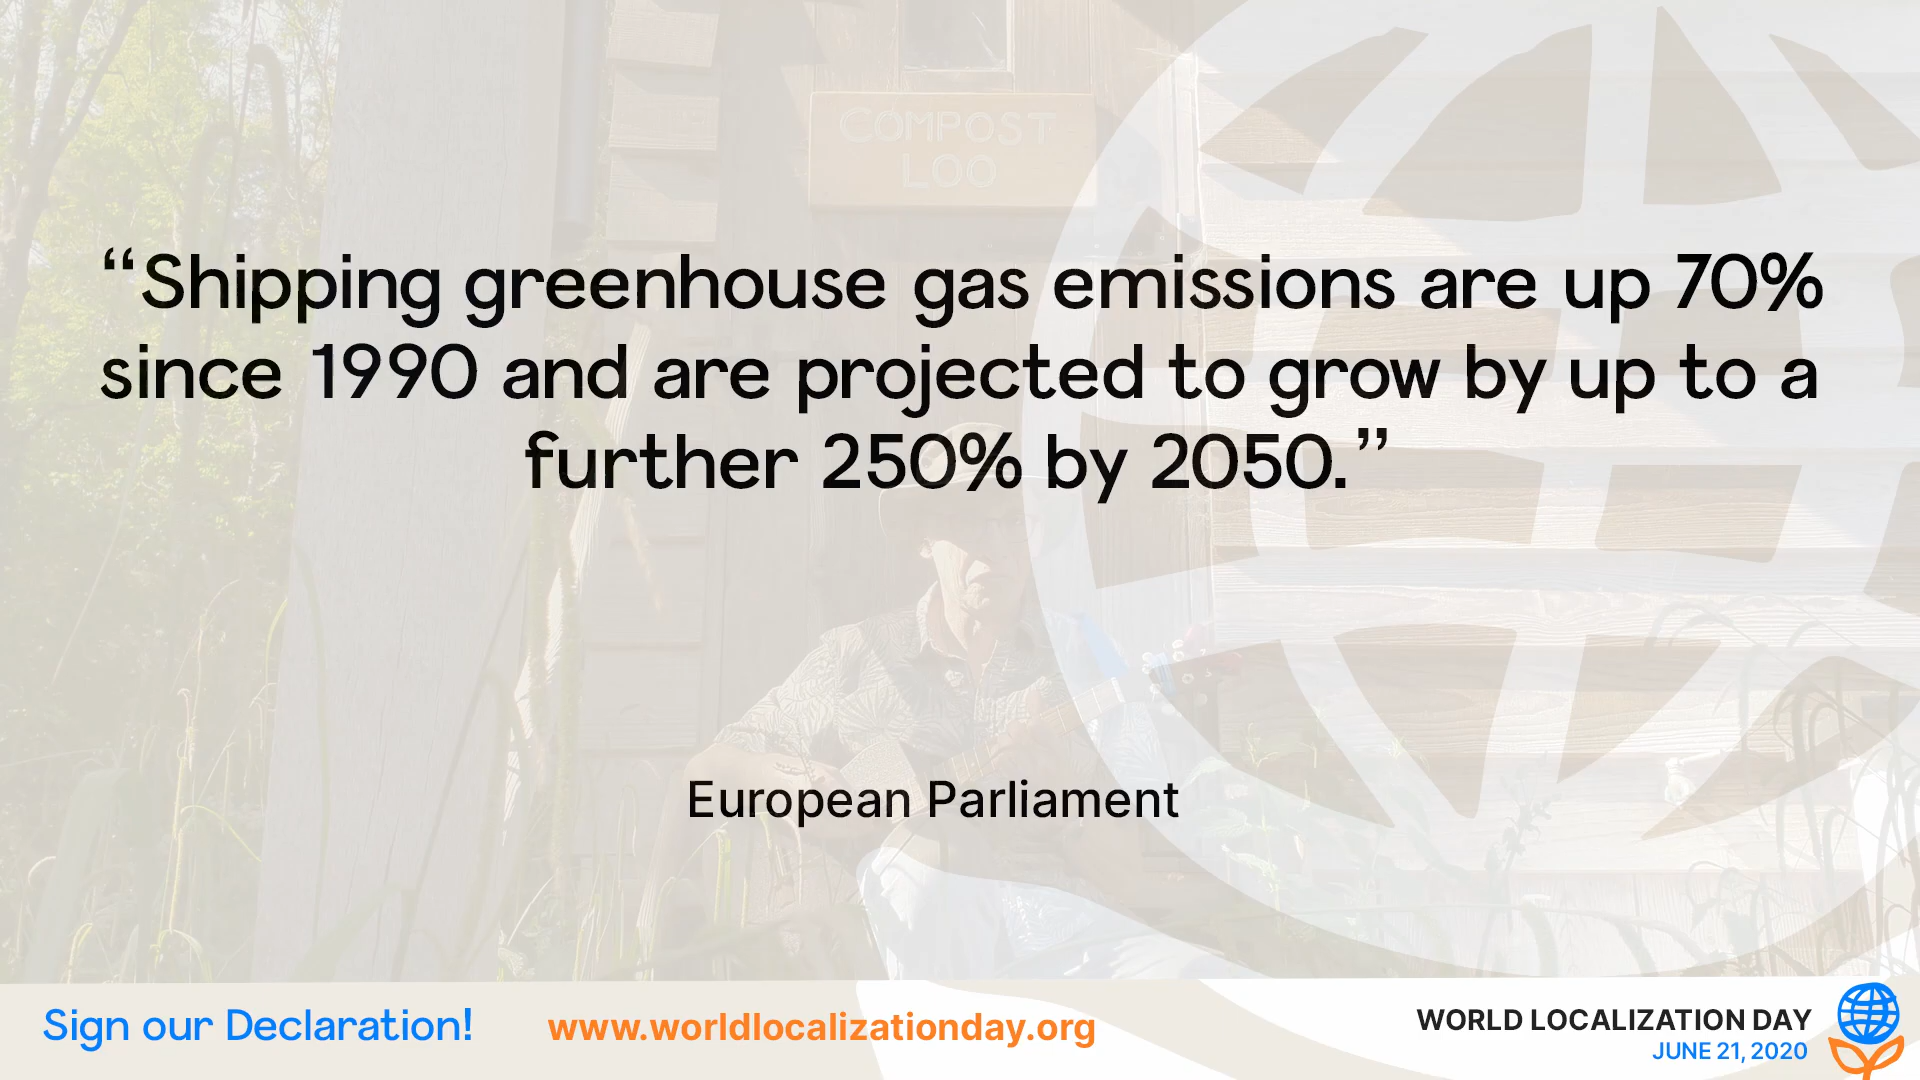 COMPOST
LOO
“Shipping greenhouse gas emissions are up 70%
since 1990 and are projected to grow by up to a
further 250% by 2050.”
European Parliament
Sign our Declaration!
www.worldlocalizationday.org
WORLD LOCALIZATION DAY
JUNE 21, 2020